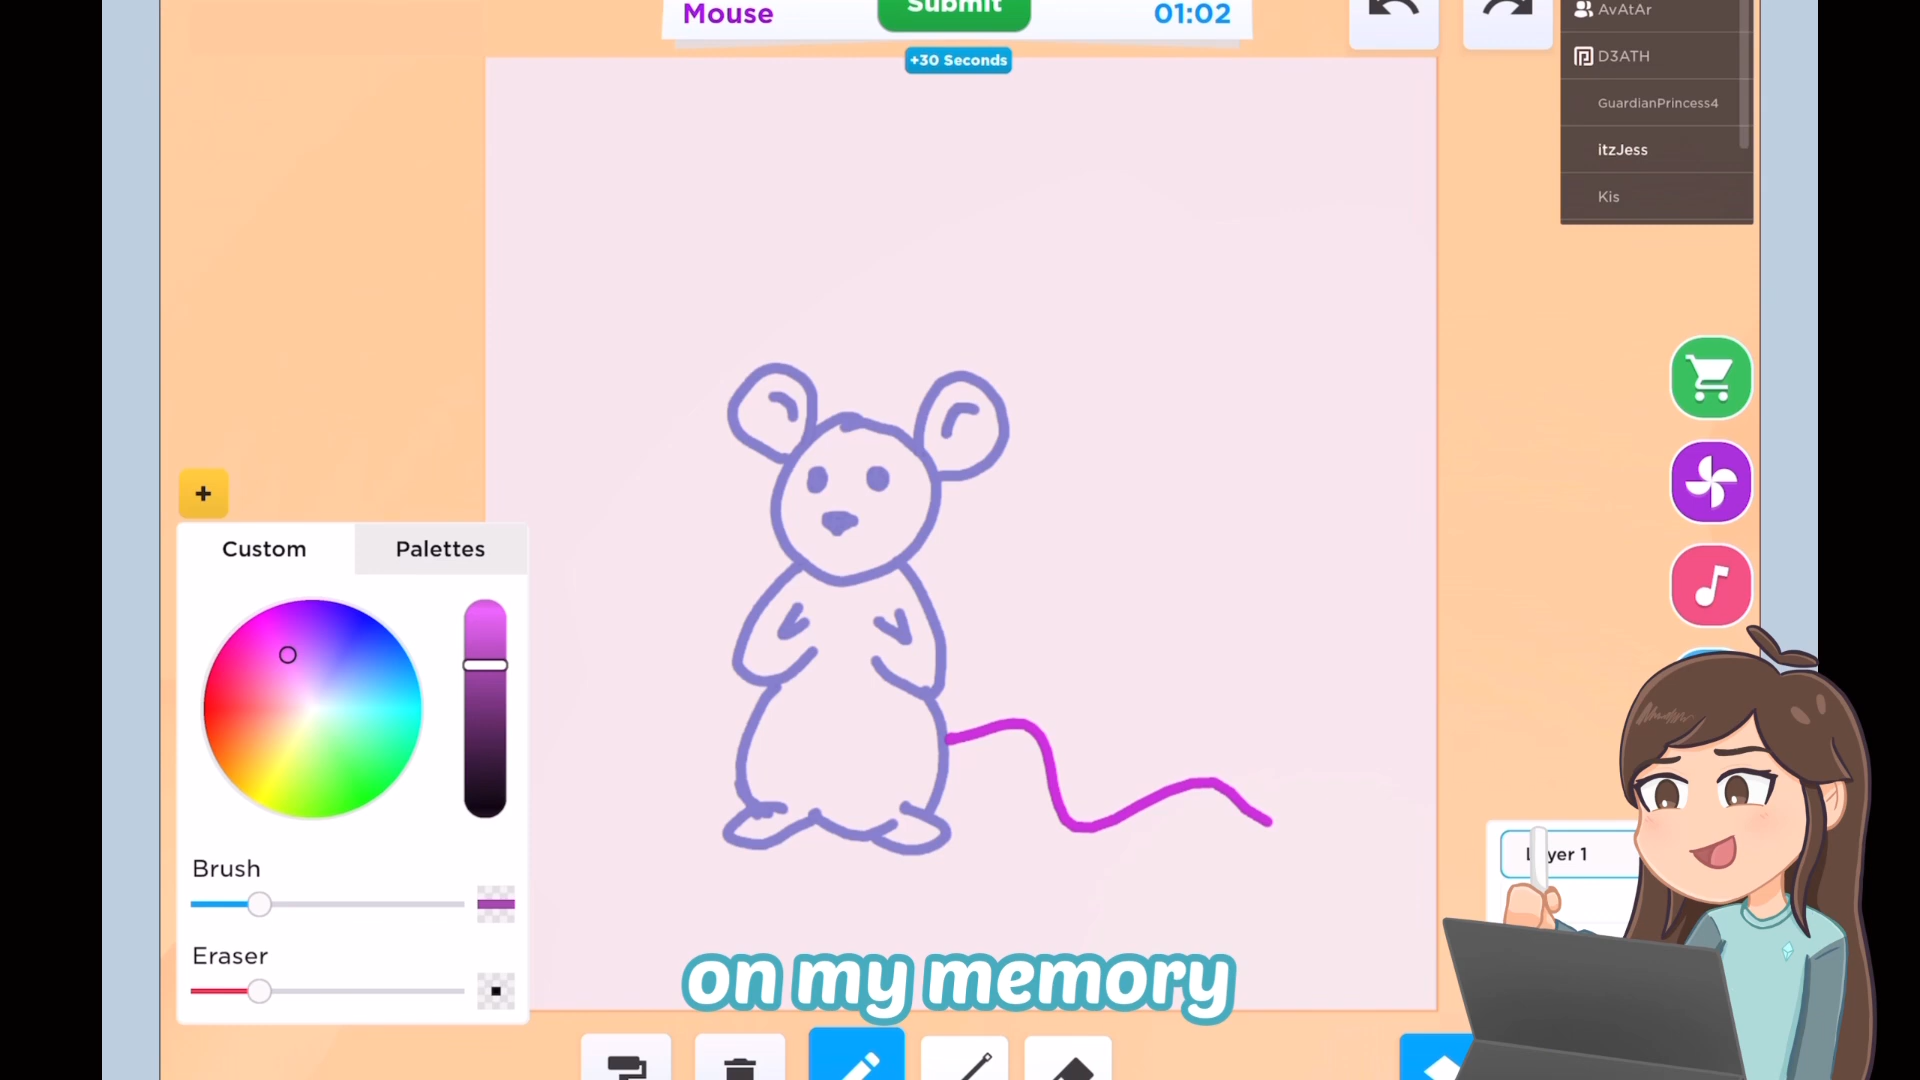 Mouse
Submit
01:02
+30 Seconds
AvAtAr
D3ATH
GuardianPrincess4
itzJess
Kis
+
Custom
Palettes
Brush
Eraser
Layer 1
on my memory